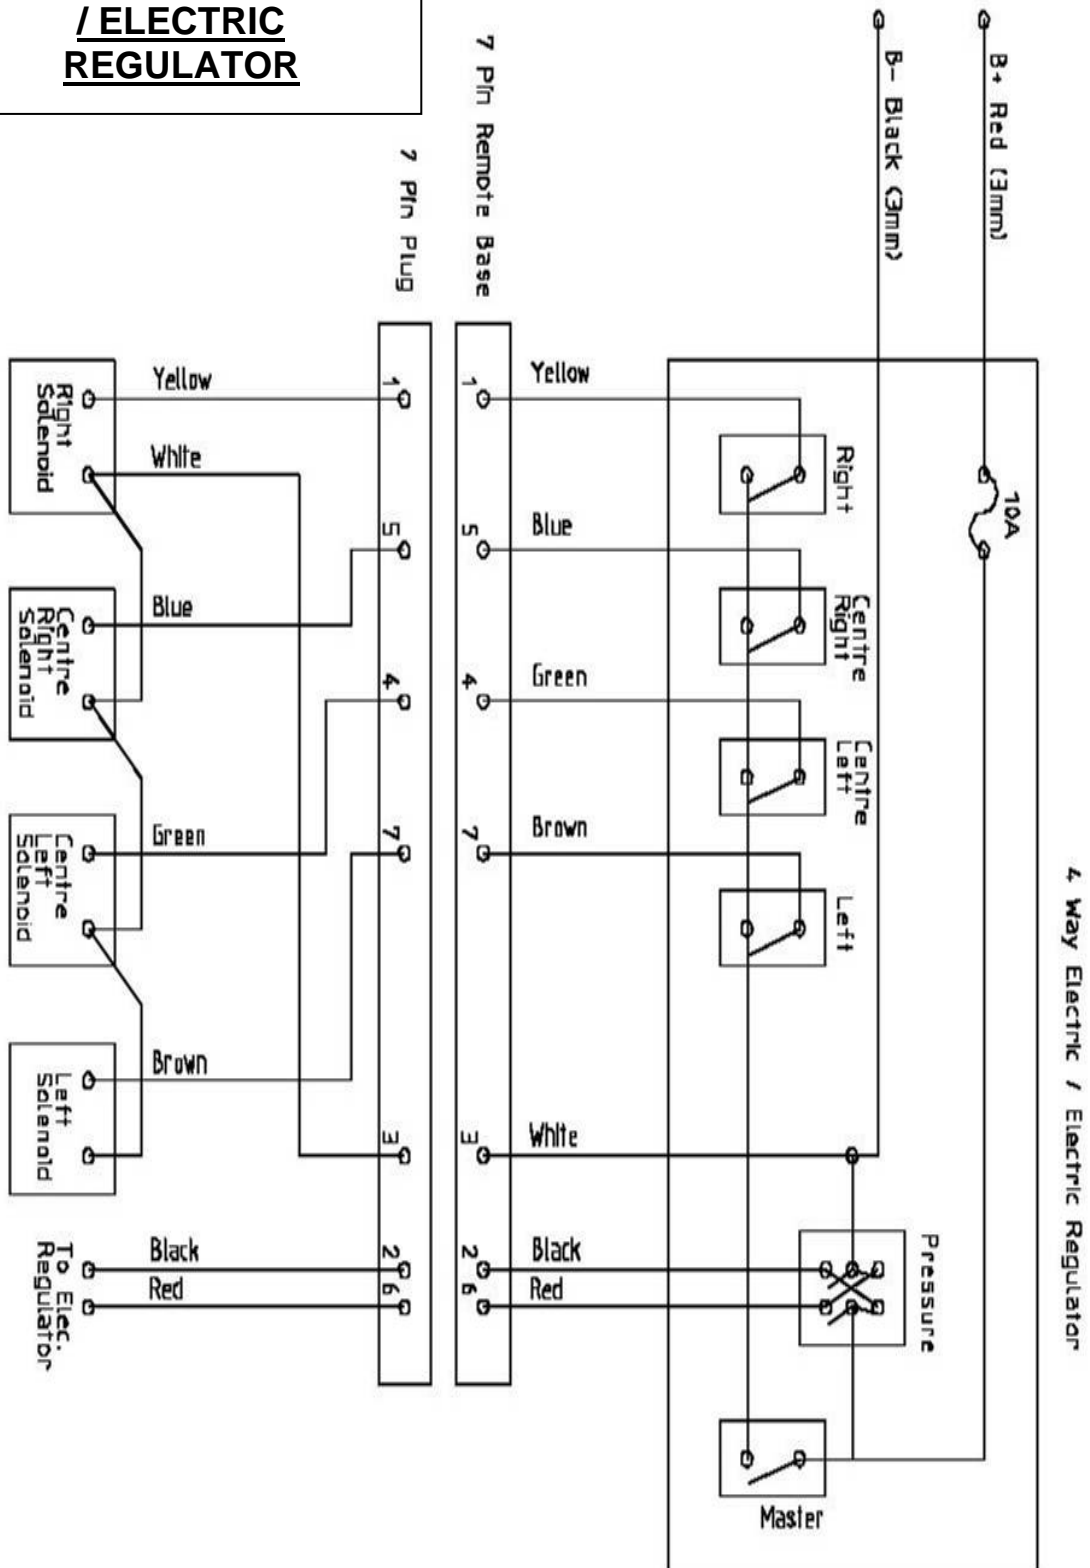 / ELECTRIC
REGULATOR
4 Way Electric / Electric Regulator
B+ Red (3mm)
B- Black (3mm)
10A
7 Pin Remote Base
7 Pin Plug
Right
Centre
Right
Centre
Left
Left
Pressure
Master
Yellow
Blue
Green
Brown
White
Black
Red
1
5
4
7
3
2
6
1
5
4
7
3
2
6
Yellow
White
Blue
Green
Brown
Black
Red
Right
Solenoid
Centre
Right
Solenoid
Centre
Left
Solenoid
Left
Solenoid
To Elec.
Regulator